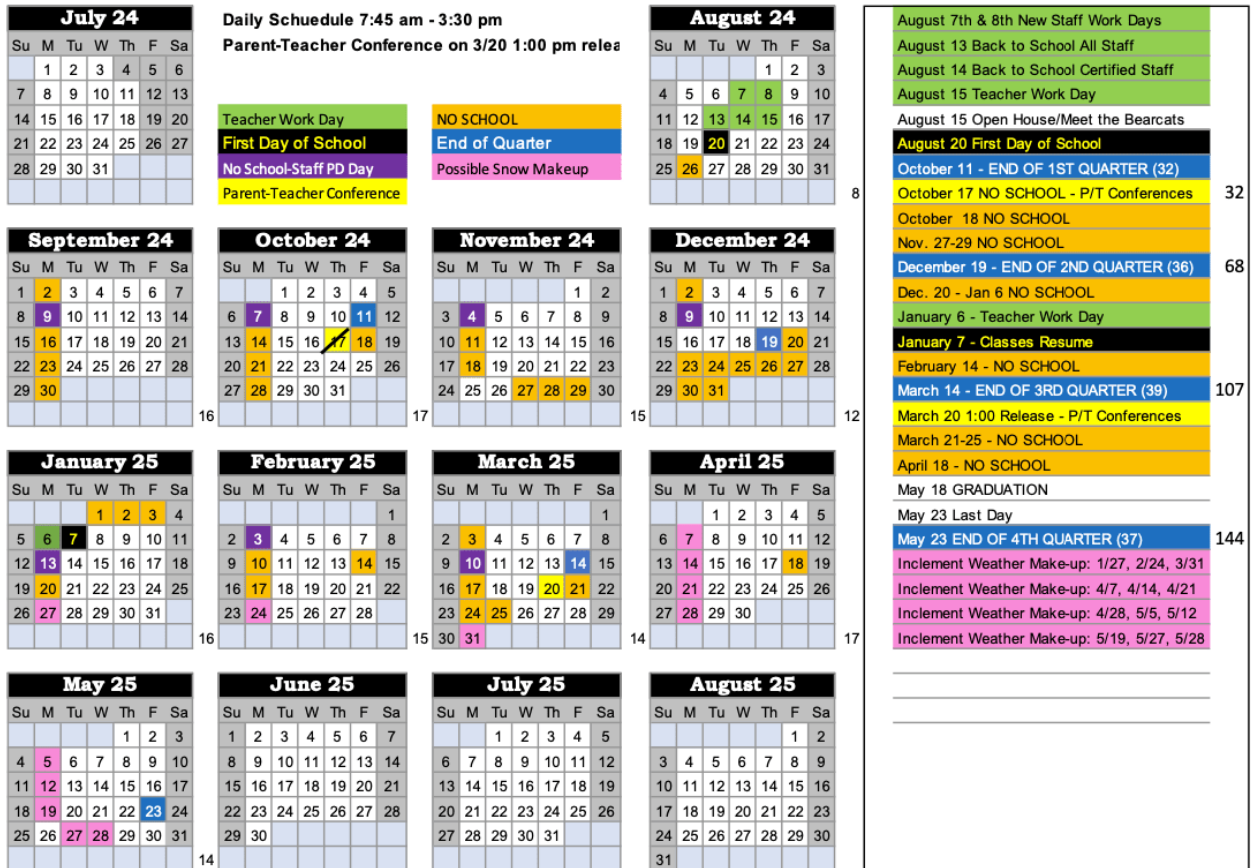 July 24
Su M Tu W Th F Sa
1 2 3 4 5 6
7 8 9 10 11 12 13
14 15 16 17 18 19 20
21 22 23 24 25 26 27
28 29 30 31
Daily Schuedule 7:45 am - 3:30 pm
Parent-Teacher Conference on 3/20 1:00 pm relea
Teacher Work Day
First Day of School
No School-Staff PD Day
Parent-Teacher Conference
NO SCHOOL
End of Quarter
Possible Snow Makeup
August 24
Su M Tu W Th F Sa
1 2 3
4 5 6 7 8 9 10
11 12 13 14 15 16 17
18 19 20 21 22 23 24
25 26 27 28 29 30 31
8
September 24
Su M Tu W Th F Sa
1 2 3 4 5 6 7
8 9 10 11 12 13 14
15 16 17 18 19 20 21
22 23 24 25 26 27 28
29 30
16
October 24
Su M Tu W Th F Sa
1 2 3 4 5
6 7 8 9 10 11 12
13 14 15 16 17 18 19
20 21 22 23 24 25 26
27 28 29 30 31
17
November 24
Su M Tu W Th F Sa
1 2
3 4 5 6 7 8 9
10 11 12 13 14 15 16
17 18 19 20 21 22 23
24 25 26 27 28 29 30
15
December 24
Su M Tu W Th F Sa
1 2 3 4 5 6 7
8 9 10 11 12 13 14
15 16 17 18 19 20 21
22 23 24 25 26 27 28
29 30 31
12
January 25
Su M Tu W Th F Sa
1 2 3 4
5 6 7 8 9 10 11
12 13 14 15 16 17 18
19 20 21 22 23 24 25
26 27 28 29 30 31
16
February 25
Su M Tu W Th F Sa
1
2 3 4 5 6 7 8
9 10 11 12 13 14 15
16 17 18 19 20 21 22
23 24 25 26 27 28
15
March 25
Su M Tu W Th F Sa
1
2 3 4 5 6 7 8
9 10 11 12 13 14 15
16 17 18 19 20 21 22
23 24 25 26 27 28 29
30 31
14
April 25
Su M Tu W Th F Sa
1 2 3 4 5
6 7 8 9 10 11 12
13 14 15 16 17 18 19
20 21 22 23 24 25 26
27 28 29 30
17
May 25
Su M Tu W Th F Sa
1 2 3
4 5 6 7 8 9 10
11 12 13 14 15 16 17
18 19 20 21 22 23 24
25 26 27 28 29 30 31
14
June 25
Su M Tu W Th F Sa
1 2 3 4 5 6 7
8 9 10 11 12 13 14
15 16 17 18 19 20 21
22 23 24 25 26 27 28
29 30
July 25
Su M Tu W Th F Sa
1 2 3 4 5
6 7 8 9 10 11 12
13 14 15 16 17 18 19
20 21 22 23 24 25 26
27 28 29 30 31
August 25
Su M Tu W Th F Sa
1 2
3 4 5 6 7 8 9
10 11 12 13 14 15 16
17 18 19 20 21 22 23
24 25 26 27 28 29 30
31
August 7th & 8th New Staff Work Days
August 13 Back to School All Staff
August 14 Back to School Certified Staff
August 15 Teacher Work Day
August 15 Open House/Meet the Bearcats
August 20 First Day of School
October 11 - END OF 1ST QUARTER (32)
October 17 NO SCHOOL - P/T Conferences 32
October 18 NO SCHOOL
Nov. 27-29 NO SCHOOL
December 19 - END OF 2ND QUARTER (36) 68
Dec. 20 - Jan 6 NO SCHOOL
January 6 - Teacher Work Day
January 7 - Classes Resume
February 14 - NO SCHOOL
March 14 - END OF 3RD QUARTER (39) 107
March 20 1:00 Release - P/T Conferences
March 21-25 - NO SCHOOL
April 18 - NO SCHOOL
May 18 GRADUATION
May 23 Last Day
May 23 END OF 4TH QUARTER (37) 144
Inclement Weather Make-up: 1/27, 2/24, 3/31
Inclement Weather Make-up: 4/7, 4/14, 4/21
Inclement Weather Make-up: 4/28, 5/5, 5/12
Inclement Weather Make-up: 5/19, 5/27, 5/28